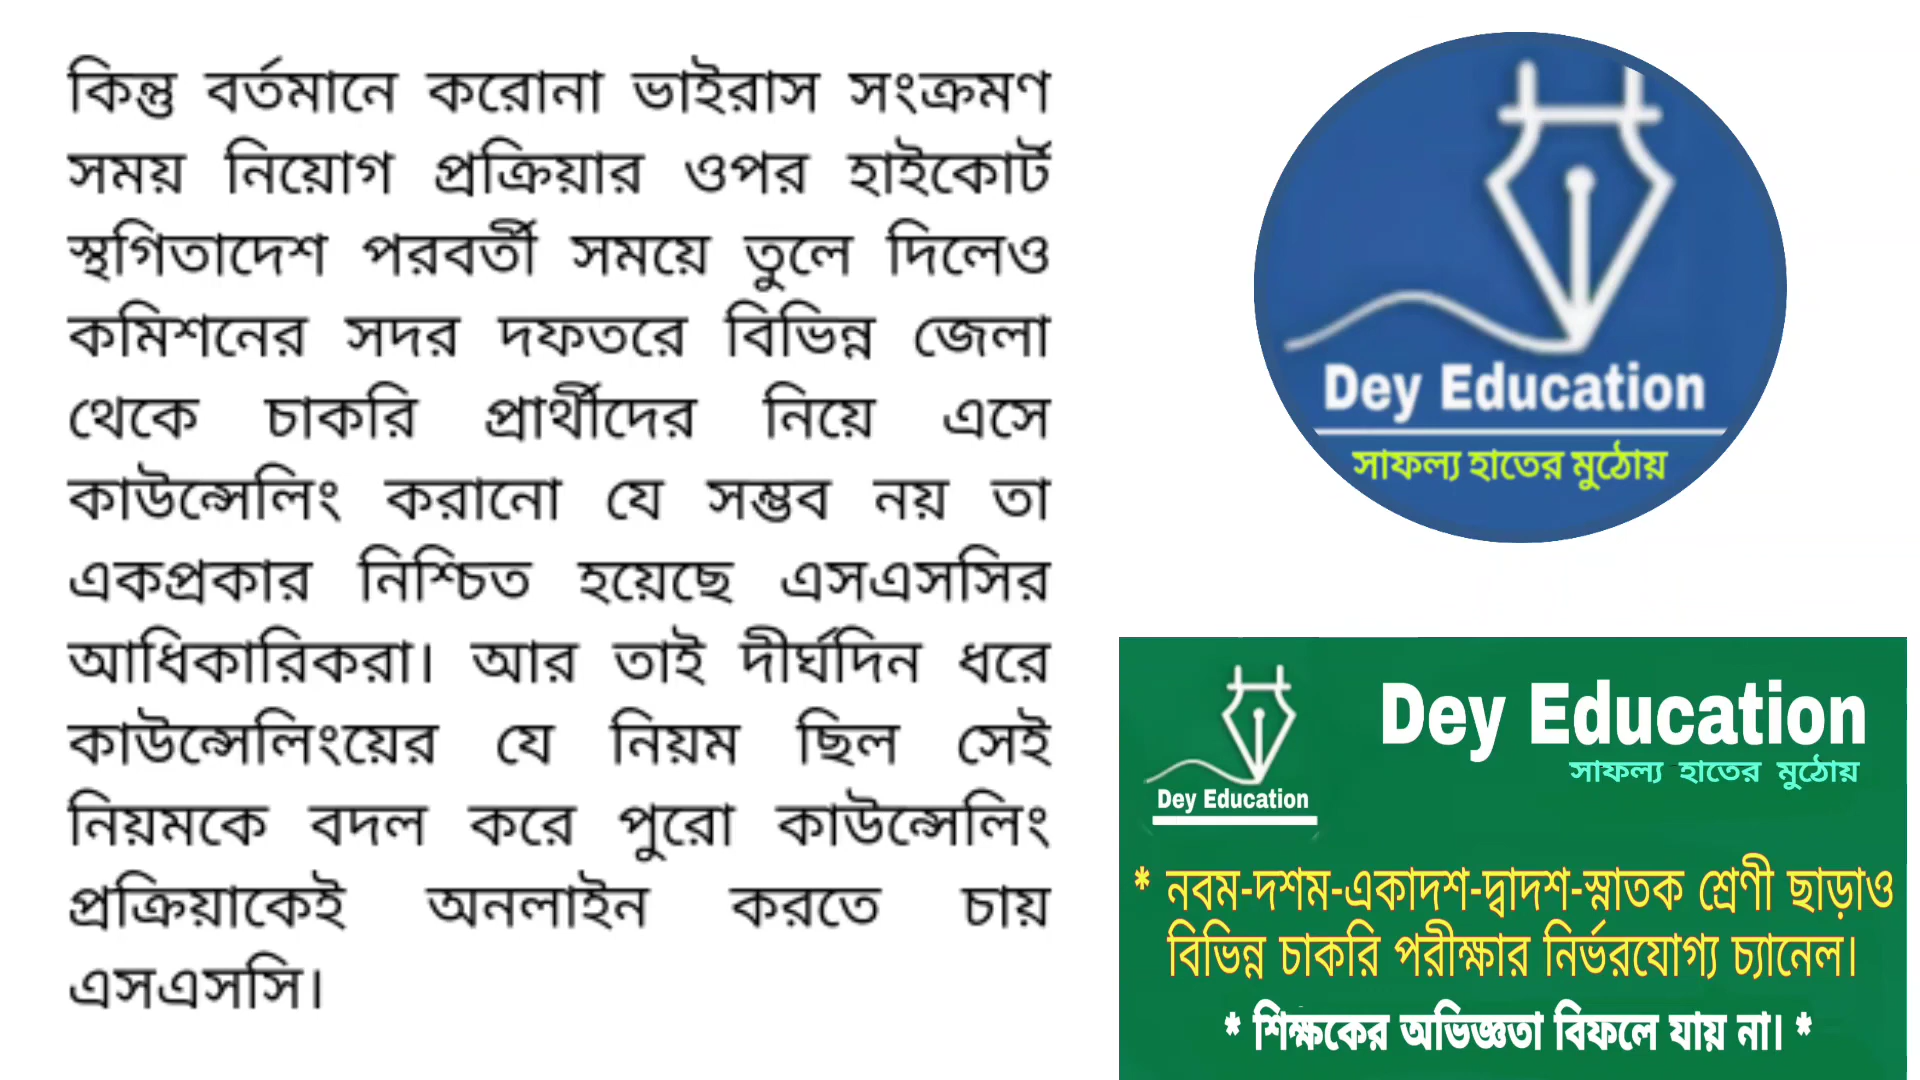 কিন্তু বর্তমানে করোনা ভাইরাস সংক্রমণ
সময় নিয়োগ প্রক্রিয়ার ওপর হাইকোর্ট
স্থগিতাদেশ পরবর্তী সময়ে তুলে দিলেও
কমিশনের সদর দফতরে বিভিন্ন জেলা
থেকে চাকরি প্রার্থীদের নিয়ে এসে
কাউন্সেলিং করানো যে সম্ভব নয় তা
একপ্রকার নিশ্চিত হয়েছে এসএসসির
আধিকারিকরা। আর তাই দীর্ঘদিন ধরে
কাউন্সেলিংয়ের যে নিয়ম ছিল সেই
নিয়মকে বদল করে পুরো কাউন্সেলিং
প্রক্রিয়াকেই অনলাইন করতে চায়
এসএসসি।
Dey Education
সাফল্য হাতের মুঠোয়
Dey Education
Dey Education
সাফল্য হাতের মুঠোয়
* নবম-দশম-একাদশ-দ্বাদশ-স্নাতক শ্রেণী ছাড়াও
বিভিন্ন চাকরি পরীক্ষার নির্ভরযোগ্য চ্যানেল।
* শিক্ষকের অভিজ্ঞতা বিফলে যায় না। *